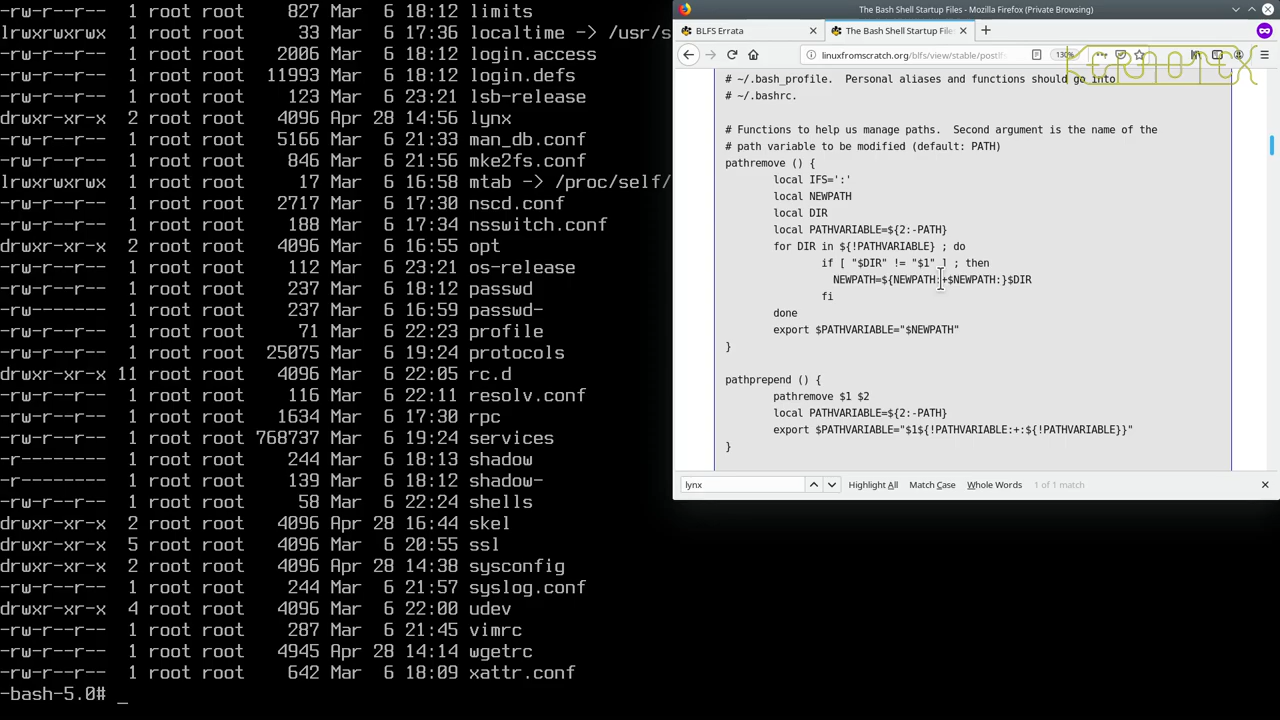 -rw-r--r-- 1 root root 827 Mar 6 18:12 limits
lrwxrwxrwx 1 root root 33 Mar 6 17:36 localtime -> /usr/s
-rw-r--r-- 1 root root 2006 Mar 6 18:12 login.access
-rw-r--r-- 1 root root 11993 Mar 6 18:12 login.defs
-rw-r--r-- 1 root root 123 Mar 6 23:21 lsb-release
drwxr-xr-x 2 root root 4096 Apr 28 14:56 lynx
-rw-r--r-- 1 root root 5166 Mar 6 21:33 man_db.conf
-rw-r--r-- 1 root root 846 Mar 6 21:56 mke2fs.conf
lrwxrwxrwx 1 root root 17 Mar 6 16:58 mtab -> /proc/self/
-rw-r--r-- 1 root root 2717 Mar 6 17:30 nscd.conf
-rw-r--r-- 1 root root 188 Mar 6 17:34 nsswitch.conf
drwxr-xr-x 2 root root 4096 Mar 6 16:55 opt
-rw-r--r-- 1 root root 112 Mar 6 23:21 os-release
-rw-r--r-- 1 root root 237 Mar 6 18:12 passwd
-rw-r--r-- 1 root root 237 Mar 6 16:59 passwd-
-rw-r--r-- 1 root root 71 Mar 6 22:23 profile
-rw-r--r-- 1 root root 25075 Mar 6 19:24 protocols
drwxr-xr-x 11 root root 4096 Mar 6 22:05 rc.d
-rw-r--r-- 1 root root 116 Mar 6 22:11 resolv.conf
-rw-r--r-- 1 root root 1634 Mar 6 17:30 rpc
-rw-r--r-- 1 root root 768737 Mar 6 19:24 services
-r-------- 1 root root 244 Mar 6 18:12 shadow
-r-------- 1 root root 139 Mar 6 18:12 shadow-
-rw-r--r-- 1 root root 58 Mar 6 22:24 shells
drwxr-xr-x 2 root root 4096 Apr 28 16:44 skel
drwxr-xr-x 5 root root 4096 Mar 6 20:55 ssl
drwxr-xr-x 2 root root 4096 Apr 28 14:38 sysconfig
-rw-r--r-- 1 root root 244 Mar 6 21:57 syslog.conf
drwxr-xr-x 4 root root 4096 Mar 6 22:00 udev
-rw-r--r-- 1 root root 287 Mar 6 21:45 vimrc
-rw-r--r-- 1 root root 4945 Apr 28 14:14 wgetrc
-rw-r--r-- 1 root root 642 Mar 6 18:09 xattr.conf
-bash-5.0# _
The Bash Shell Startup Files - Mozilla Firefox (Private Browsing)
BLFS Errata
The Bash Shell Startup File
linuxfromscratch.org/blfs/view/stable/postlf
130%
KERNOTEX
# ~/.bash_profile. Personal aliases and functions should go into
# ~/.bashrc.
# Functions to help us manage paths. Second argument is the name of the
# path variable to be modified (default: PATH)
pathremove () {
local IFS=':'
local NEWPATH
local DIR
local PATHVARIABLE=${2:-PATH}
for DIR in ${!PATHVARIABLE} ; do
if [ "$DIR" != "$1" ] ; then
NEWPATH=${NEWPATH:+$NEWPATH:}$DIR
fi
done
export $PATHVARIABLE="$NEWPATH"
}
pathprepend () {
pathremove $1 $2
local PATHVARIABLE=${2:-PATH}
export $PATHVARIABLE="$1${!PATHVARIABLE:+:${!PATHVARIABLE}}"
}
lynx
Highlight All
Match Case
Whole Words
1 of 1 match